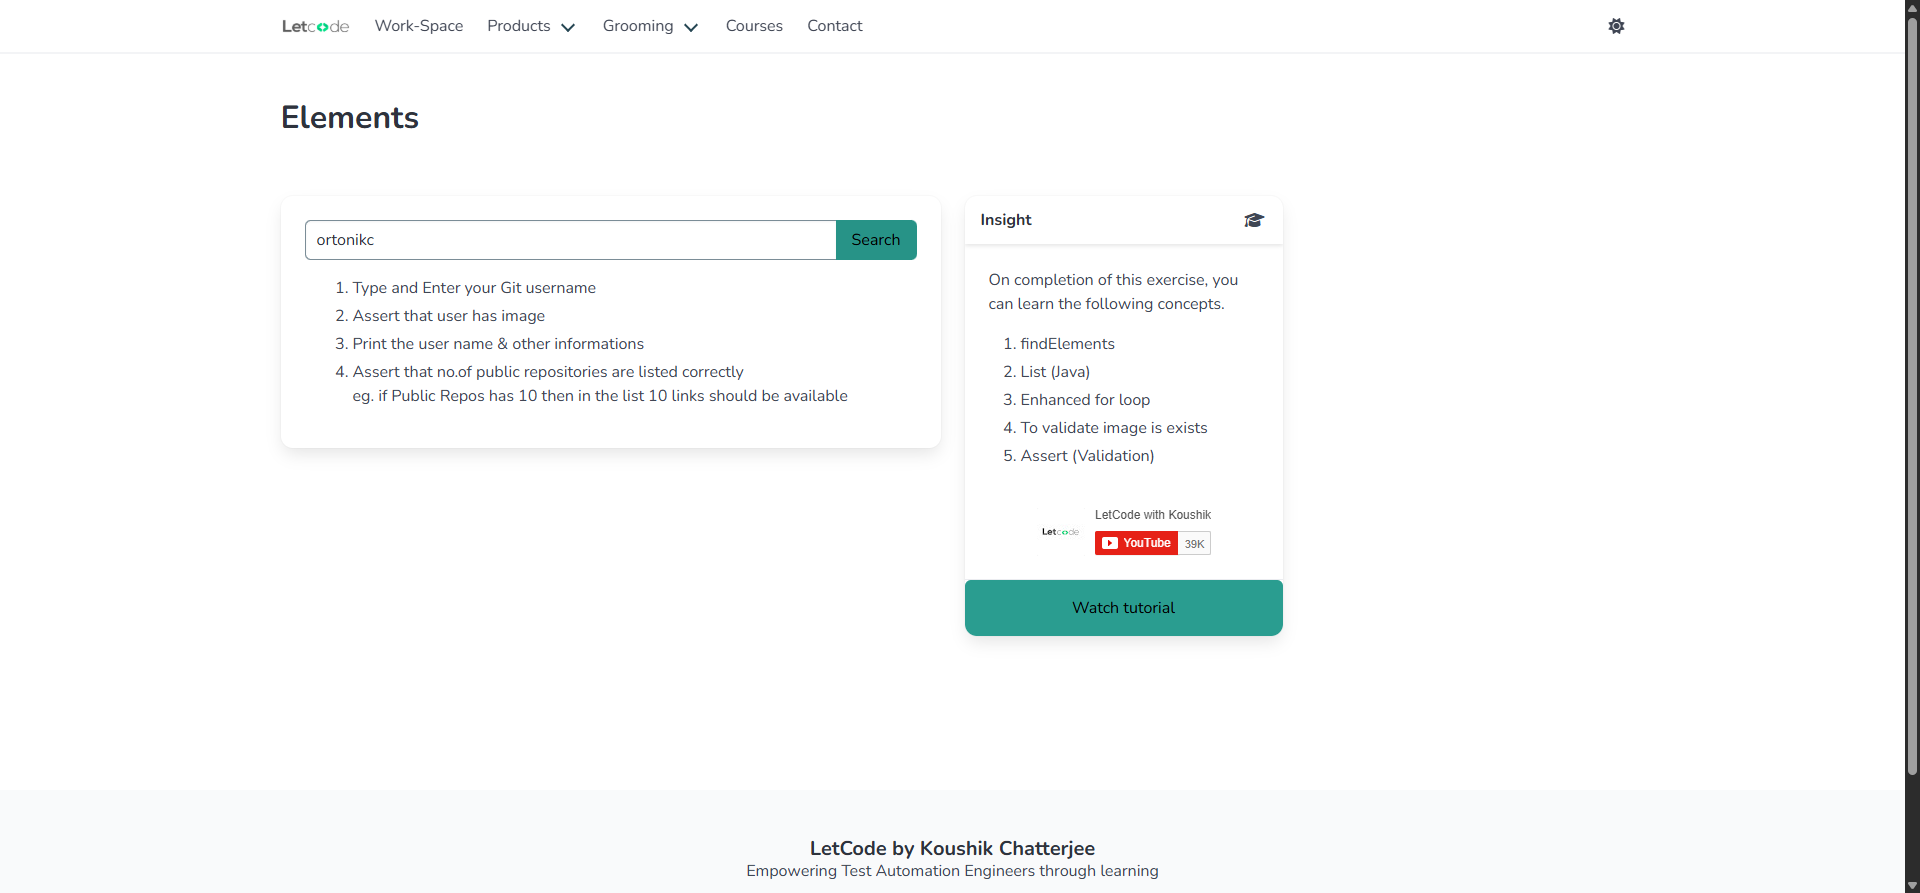 Letcode Work-Space Products Grooming Courses Contact
Elements
ortonikc Search
1. Type and Enter your Git username
2. Assert that user has image
3. Print the user name & other informations
4. Assert that no.of public repositories are listed correctly
eg. if Public Repos has 10 then in the list 10 links should be available
Insight
On completion of this exercise, you
can learn the following concepts.
1. findElements
2. List (Java)
3. Enhanced for loop
4. To validate image is exists
5. Assert (Validation)
LetCode with Koushik
Letcode YouTube 39K
Watch tutorial
LetCode by Koushik Chatterjee
Empowering Test Automation Engineers through learning